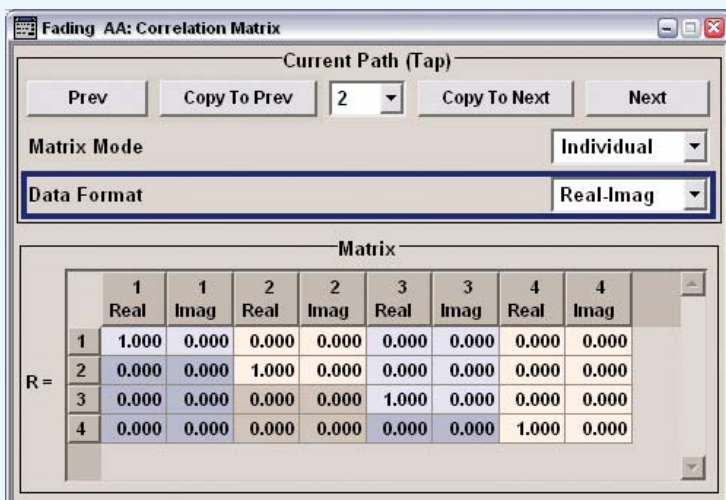 Fading AA: Correlation Matrix
Current Path (Tap)
Prev Copy To Prev 2 Copy To Next Next
Matrix Mode Individual
Data Format Real-Imag
Matrix
1 1 2 2 3 3 4 4
Real Imag Real Imag Real Imag Real Imag
1 1.000 0.000 0.000 0.000 0.000 0.000 0.000 0.000
2 0.000 0.000 1.000 0.000 0.000 0.000 0.000 0.000
R =
3 0.000 0.000 0.000 0.000 1.000 0.000 0.000 0.000
4 0.000 0.000 0.000 0.000 0.000 0.000 1.000 0.000